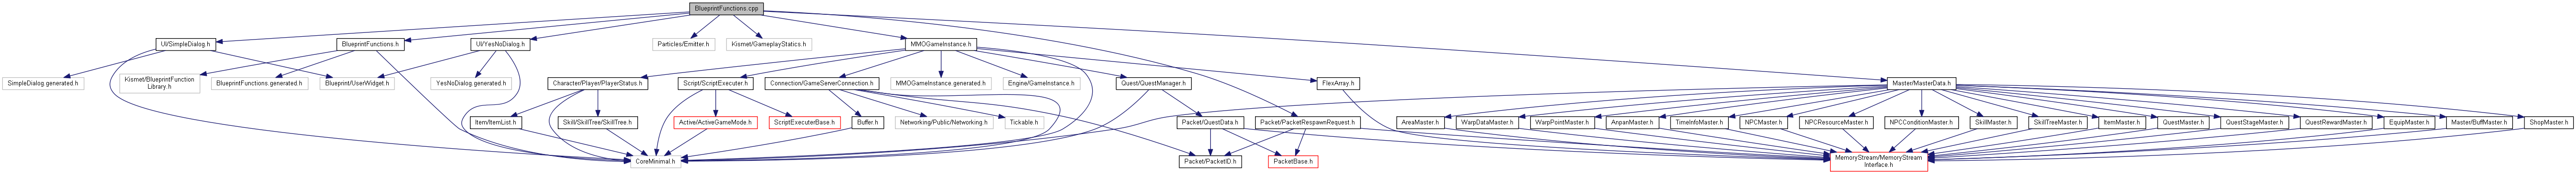 BlueprintFunctions.cpp
UI/SimpleDialog.h
BlueprintFunctions.h
UI/YesNoDialog.h
Particles/Emitter.h
Kismet/GameplayStatics.h
MMOGameInstance.h
SimpleDialog.generated.h
Kismet/BlueprintFunction
Library.h
BlueprintFunctions.generated.h
Blueprint/UserWidget.h
YesNoDialog.generated.h
Character/Player/PlayerStatus.h
Script/ScriptExecuter.h
Connection/GameServerConnection.h
MMOGameInstance.generated.h
Engine/GameInstance.h
Quest/QuestManager.h
FlexArray.h
Master/MasterData.h
Item/ItemList.h
Skill/SkillTree/SkillTree.h
Active/ActiveGameMode.h
ScriptExecuterBase.h
Buffer.h
Networking/Public/Networking.h
Tickable.h
Packet/QuestData.h
Packet/PacketRespawnRequest.h
AreaMaster.h
WarpDataMaster.h
WarpPointMaster.h
AnpanMaster.h
TimeInfoMaster.h
NPCMaster.h
NPCResourceMaster.h
NPCConditionMaster.h
SkillMaster.h
SkillTreeMaster.h
ItemMaster.h
QuestMaster.h
QuestStageMaster.h
QuestRewardMaster.h
EquipMaster.h
Master/BuffMaster.h
ShopMaster.h
CoreMinimal.h
Packet/PacketID.h
PacketBase.h
MemoryStream/MemoryStream
Interface.h